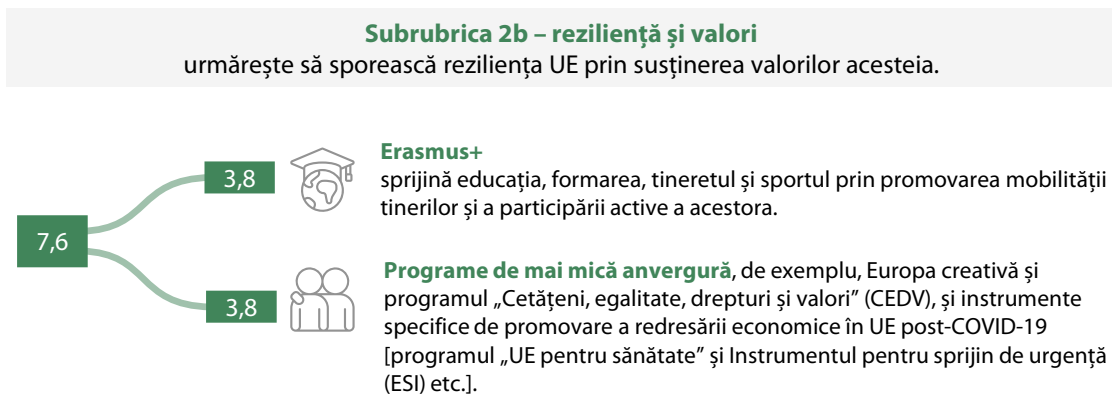 Subrubrica 2b – reziliență și valori
urmărește să sporească reziliența UE prin susținerea valorilor acesteia.
Erasmus+
3,8
sprijină educația, formarea, tineretul și sportul prin promovarea mobilității
tinerilor și a participării active a acestora.
7,6
Programe de mai mică anvergură, de exemplu, Europa creativă și
3,8
programul „Cetățeni, egalitate, drepturi și valori” (CEDV), și instrumente
specifice de promovare a redresării economice în UE post-COVID-19
[programul „UE pentru sănătate” și Instrumentul pentru sprijin de urgență
(ESI) etc.].